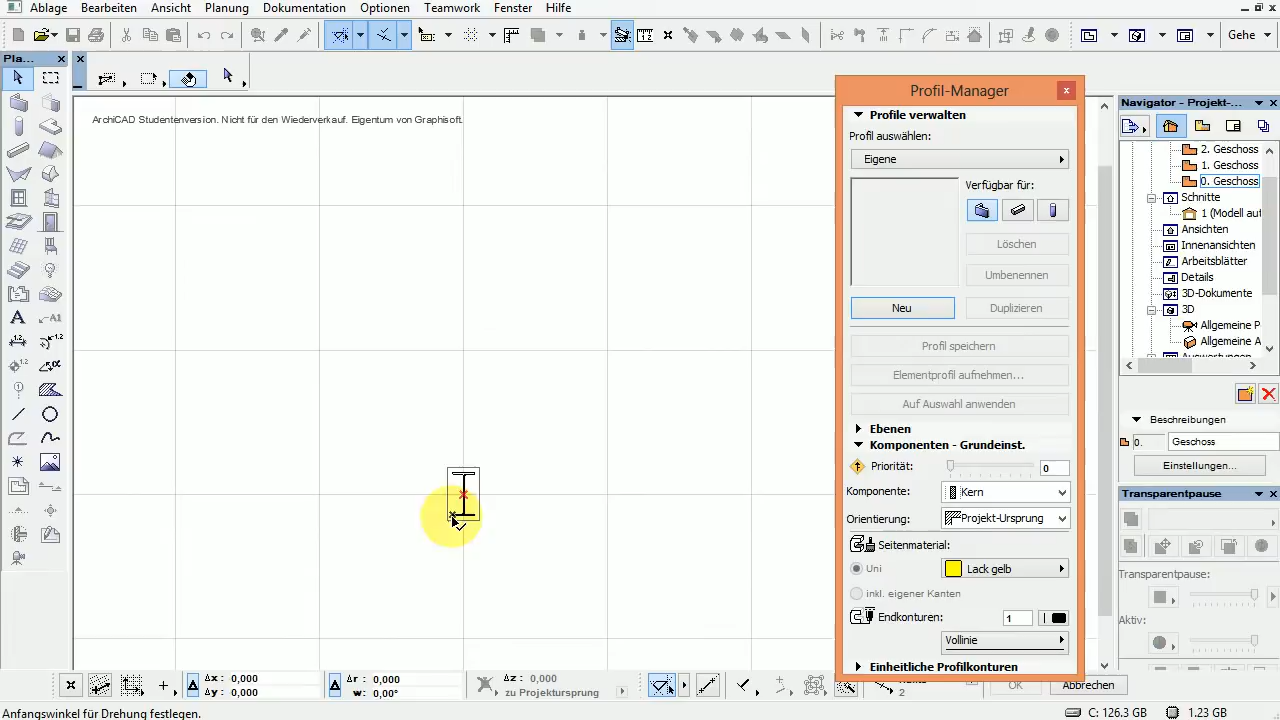 Ablage Bearbeiten Ansicht Planung Dokumentation Optionen Teamwork Fenster Hilfe
Gehe
Pla...
ArchiCAD Studentenversion. Nicht für den Wiederverkauf. Eigentum von Graphisoft.
Profil-Manager
Profile verwalten
Profil auswählen:
Eigene
Verfügbar für:
Löschen
Umbenennen
Neu
Duplizieren
Profil speichern
Elementprofil aufnehmen...
Auf Auswahl anwenden
Ebenen
Komponenten - Grundeinst.
Priorität:
0
Komponente:
Kern
Orientierung:
Projekt-Ursprung
Seitenmaterial:
Uni
Lack gelb
inkl. eigener Kanten
Endkonturen:
1
Vollinie
Einheitliche Profilkonturen
OK
Abbrechen
Navigator - Projekt-...
2. Geschoss
1. Geschoss
0. Geschoss
Schnitte
1 (Modell aut
Ansichten
Innenansichten
Arbeitsblätter
Details
3D-Dokumente
3D
Allgemeine P
Allgemeine A
Beschreibungen
0.
Geschoss
Einstellungen...
Transparentpause
Transparentpause:
Aktiv:
Δx: 0,000
Δy: 0,000
Δr: 0,000
w: 0,00°
Δz: 0,000
zu Projektursprung
2
Anfangswinkel für Drehung festlegen.
C: 126.3 GB
1.23 GB